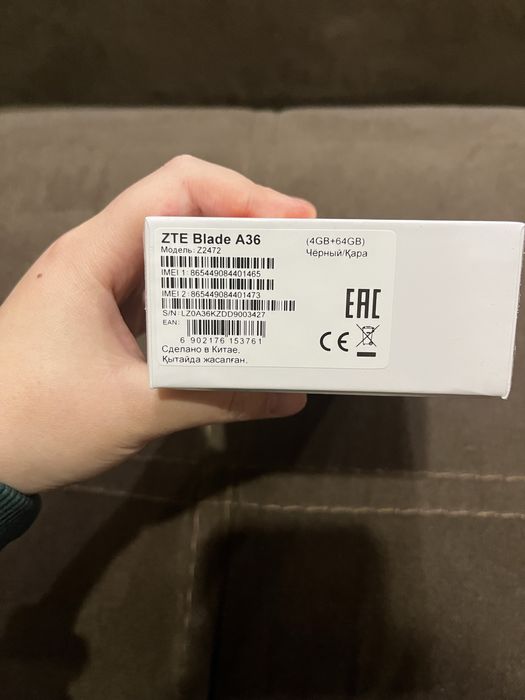 ZTE Blade A36
(4GB+64GB)
Модель: Z2472
Черный/Қара
IMEI 1: 865449084401465
IMEI 2: 865449084401473
S/N: LZ0A36KZDD9003427
EAN:
6 902176 153761
Сделано в Китае,
Қытайда жасалған.
EAC
CE